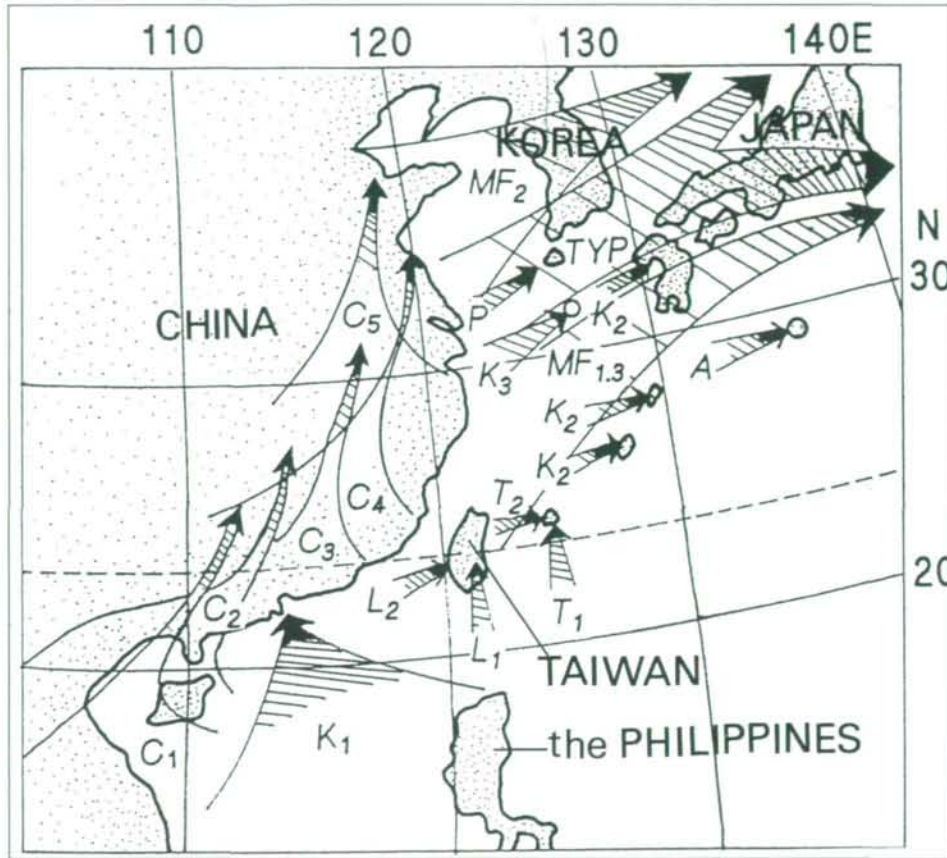 110 120 130 140E
KOREA JAPAN
MF2
N
TYP
30
P
CHINA C5 K2
K3 MF1.3 A
K2
K2
C4 T2
C3
20
C2 L2 T1
L1
TAIWAN
K1 the PHILIPPINES
C1